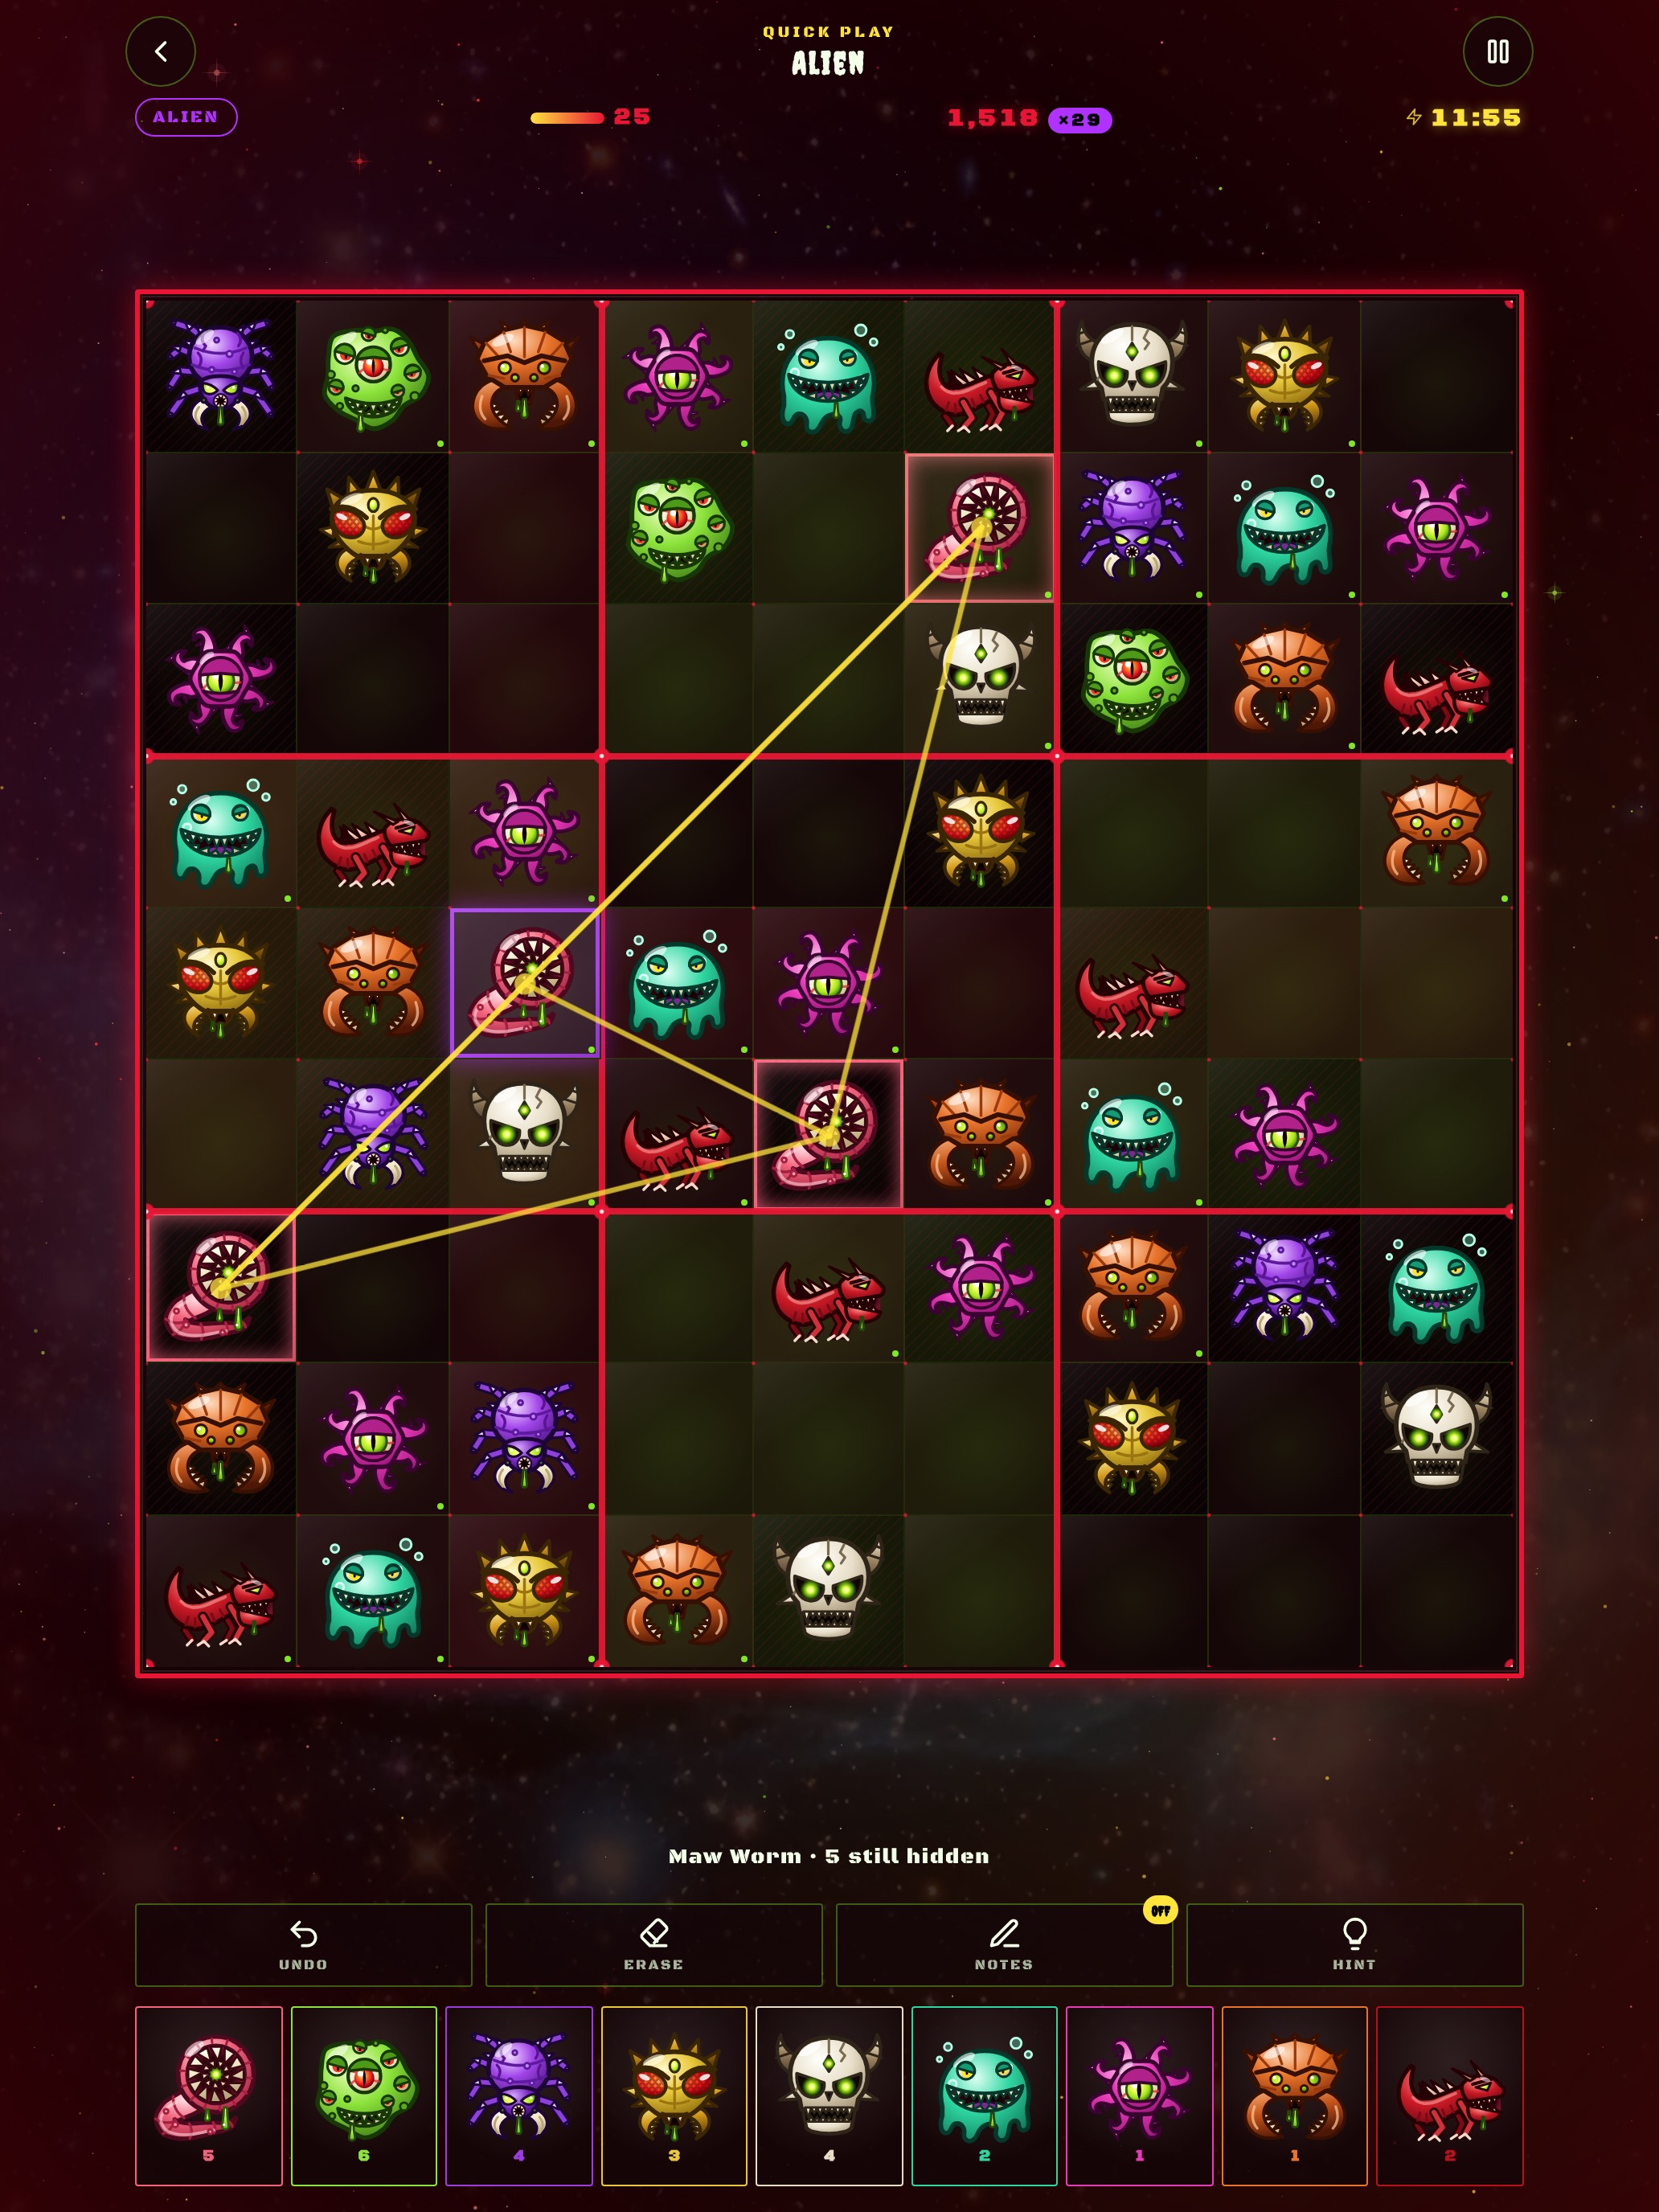 QUICK PLAY
ALIEN
ALIEN
25
1,518 ×29
11:55
Maw Worm · 5 still hidden
OFF
UNDO
ERASE
NOTES
HINT
5
6
4
3
4
2
1
1
2